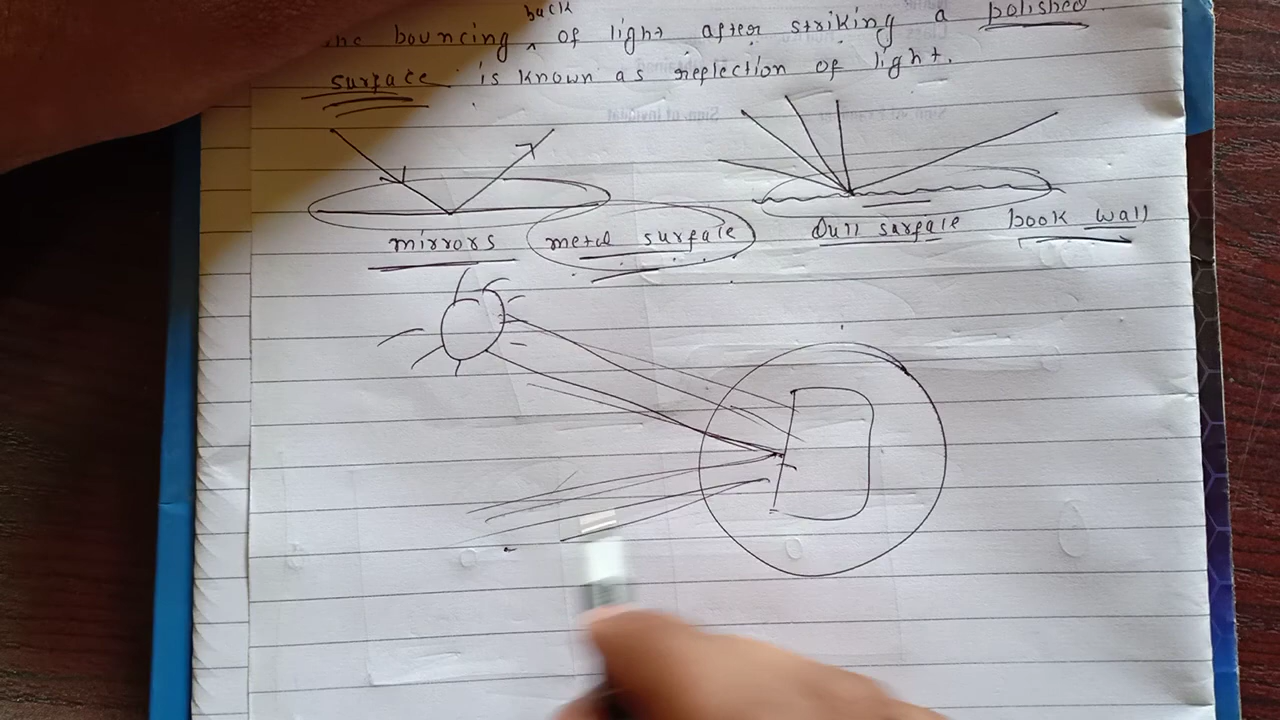 back
the bouncing ^ of light after striking a polished
surface is known as reflection of light.
mirrors metal surface Dull surface book wall